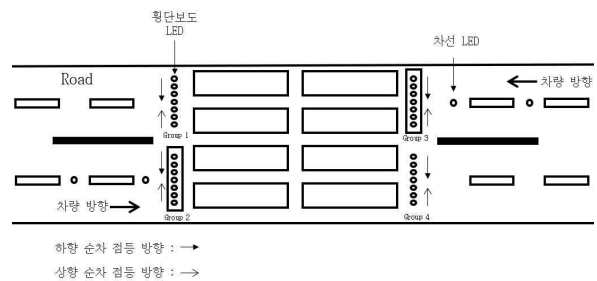 횡단보도
LED
차선 LED
Road
차량 방향
Group 1
Group 3
차량 방향
Group 2
Group 4
하향 순차 점등 방향 :
상향 순차 점등 방향 :